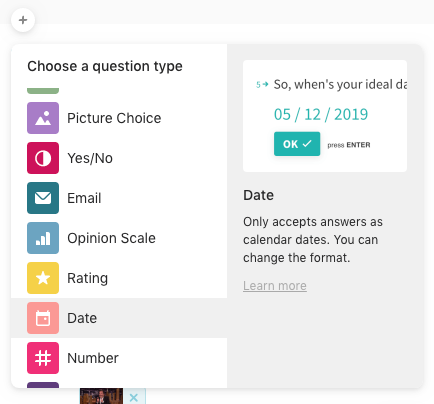 +
Choose a question type
Picture Choice
Yes/No
Email
Opinion Scale
Rating
Date
Number
5 → So, when's your ideal da
05 / 12 / 2019
OK ✓ press ENTER
Date
Only accepts answers as
calendar dates. You can
change the format.
Learn more